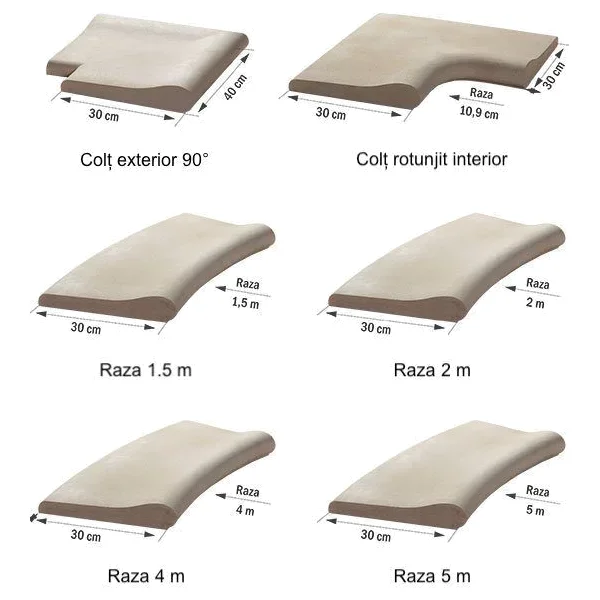 30 cm
40 cm
Colț exterior 90°
30 cm
Raza
10,9 cm
30 cm
Colț rotunjit interior
30 cm
Raza
1,5 m
Raza 1.5 m
30 cm
Raza
2 m
Raza 2 m
30 cm
Raza
4 m
Raza 4 m
30 cm
Raza
5 m
Raza 5 m